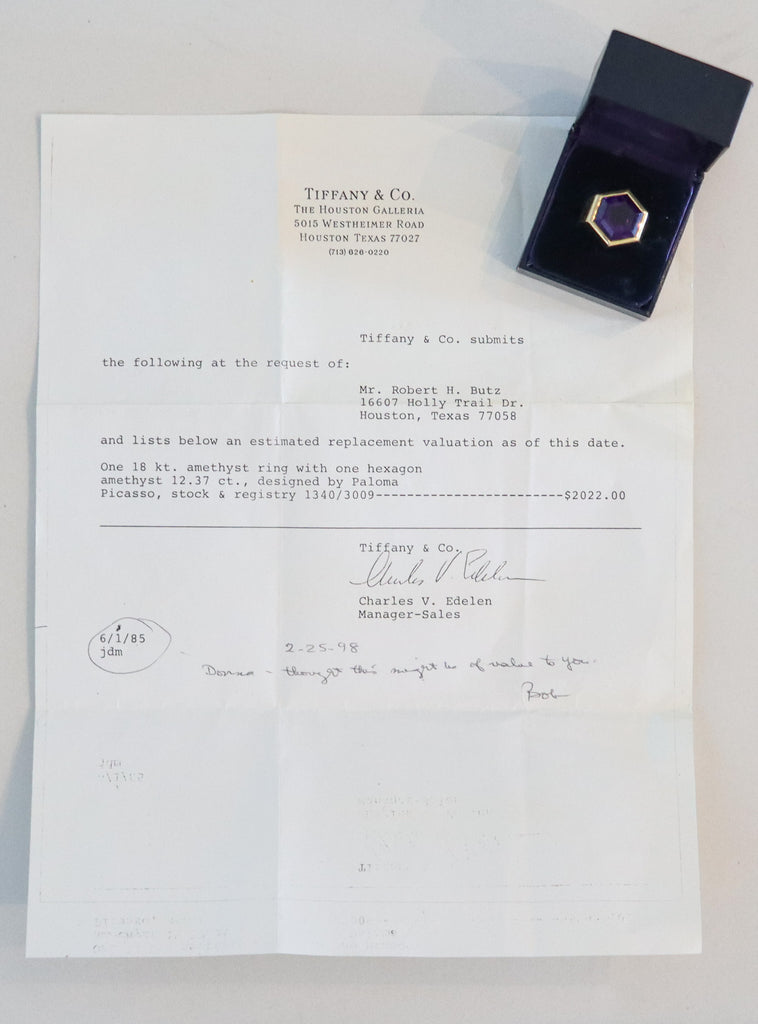 TIFFANY & CO.
THE HOUSTON GALLERIA
5015 WESTHEIMER ROAD
HOUSTON TEXAS 77027
(713) 626-0220
Tiffany & Co. submits
the following at the request of:
Mr. Robert H. Butz
16607 Holly Trail Dr.
Houston, Texas 77058
and lists below an estimated replacement valuation as of this date.
One 18 kt. amethyst ring with one hexagon
amethyst 12.37 ct., designed by Paloma
Picasso, stock & registry 1340/3009------------------------$2022.00
Tiffany & Co.
Charles V. Edelen
Charles V. Edelen
Manager-Sales
6/1/85
jdm
2-25-98
Donna - thought this might be of value to you.
Bob